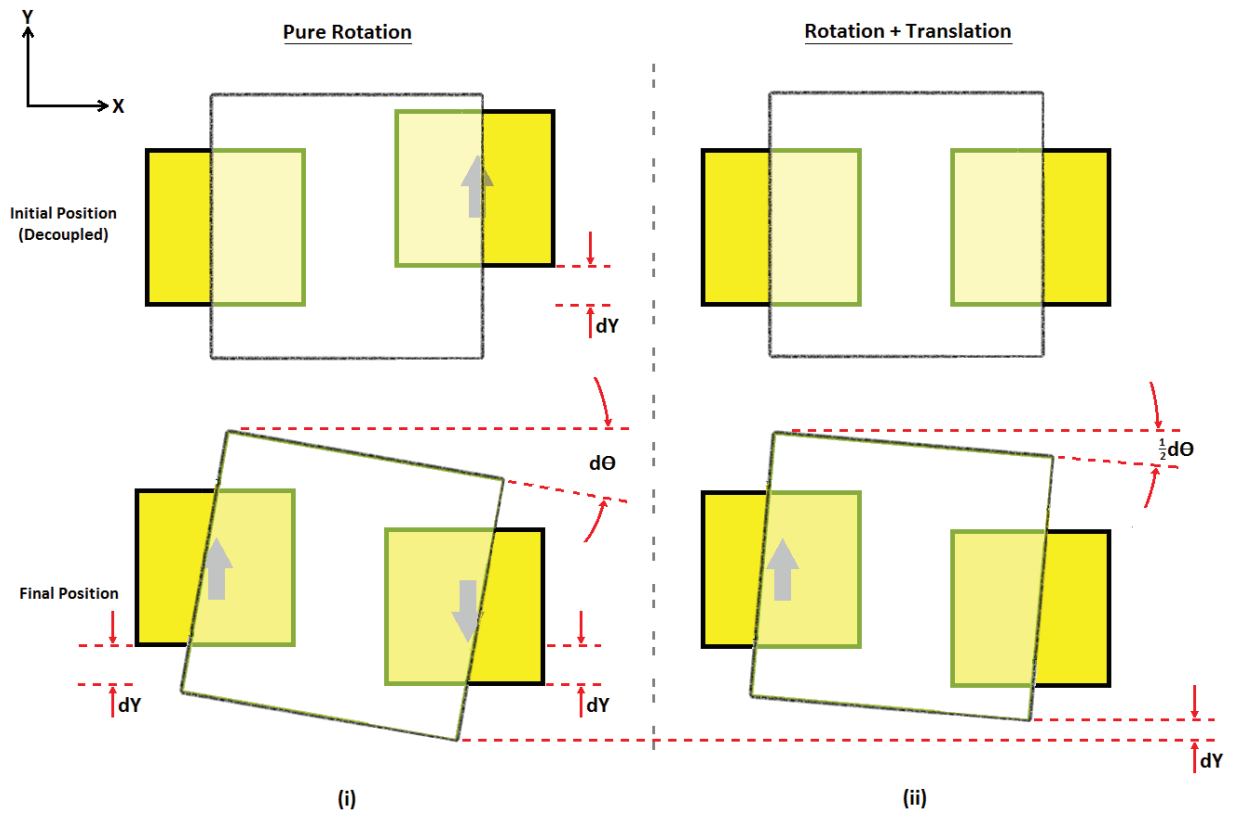 Y
Pure Rotation
Rotation + Translation
X
Initial Position
(Decoupled)
dY
dΘ
½dΘ
Final Position
dY
dY
dY
(i)
(ii)